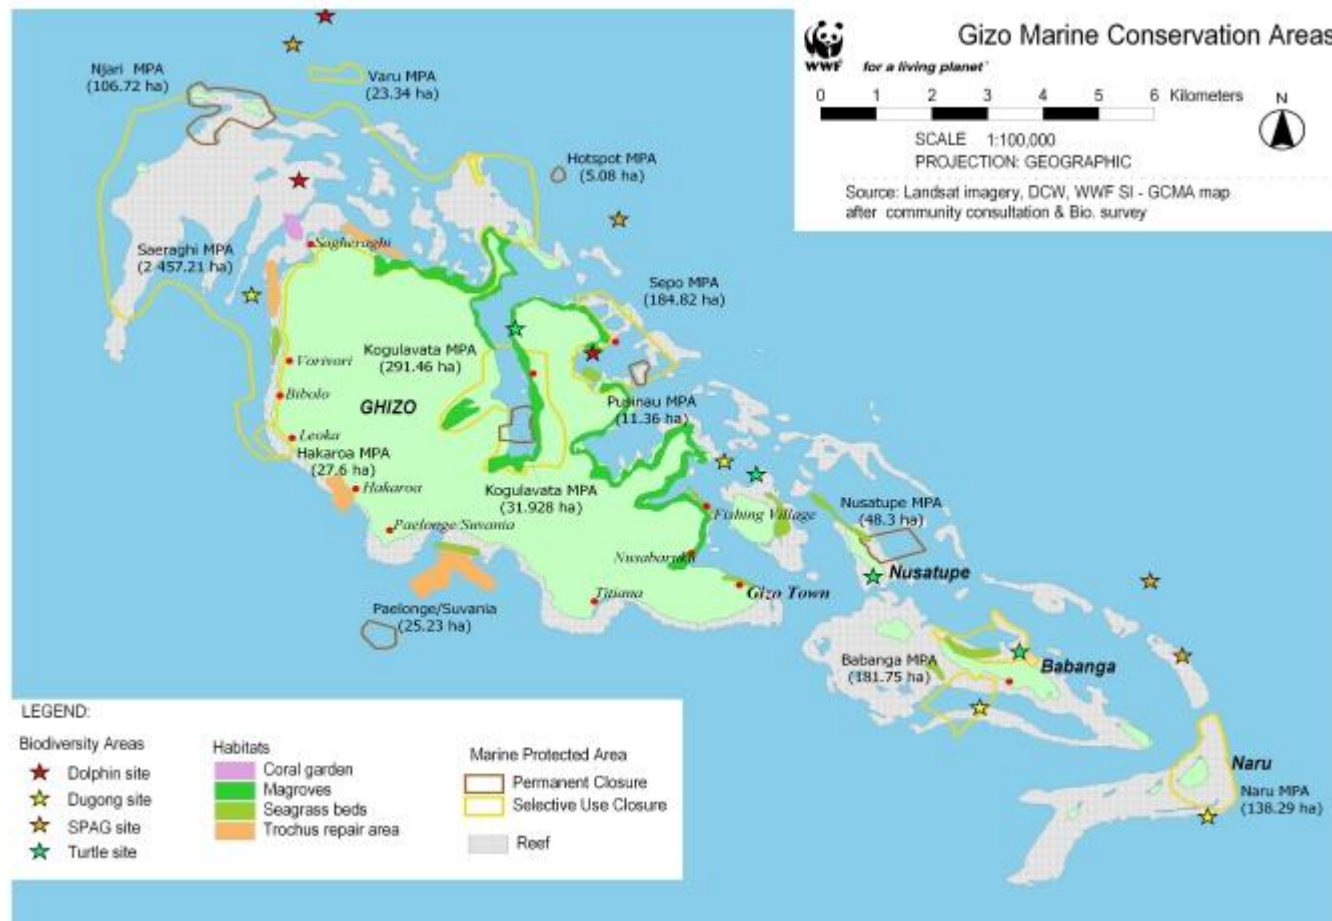 Gizo Marine Conservation Areas
WWF
for a living planet®
0 1 2 3 4 5 6 Kilometers
N
SCALE 1:100,000
PROJECTION: GEOGRAPHIC
Source: Landsat imagery, DCW, WWF SI - GCMA map
after community consultation & Bio. survey
Njari MPA
(106.72 ha)
Varu MPA
(23.34 ha)
Hotspot MPA
(5.08 ha)
Saeraghi MPA
(2 457.21 ha)
Sagheraghi
Sepo MPA
(184.82 ha)
Kogulavata MPA
(291.46 ha)
Vorivori
Bibolo
GHIZO
Pusinau MPA
(11.36 ha)
Leoka
Hakaroa MPA
(27.6 ha)
Hakaroa
Kogulavata MPA
(31.928 ha)
Paelonge/Suvania
Fishing Village
Nusatupe MPA
(48.3 ha)
Nusabaruku
Nusatupe
Titiana
Gizo Town
Paelonge/Suvania
(25.23 ha)
Babanga MPA
(181.75 ha)
Babanga
Naru
Naru MPA
(138.29 ha)
LEGEND:
Biodiversity Areas
Dolphin site
Dugong site
SPAG site
Turtle site
Habitats
Coral garden
Magroves
Seagrass beds
Trochus repair area
Marine Protected Area
Permanent Closure
Selective Use Closure
Reef